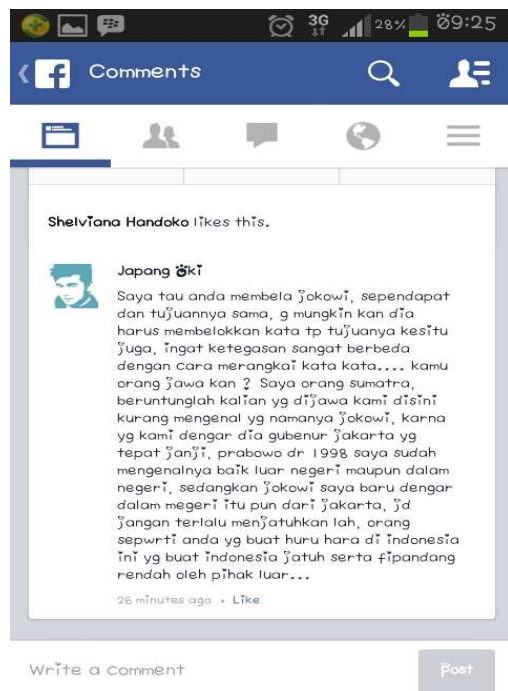 3G 28% 09:25
Comments
Shelviana Handoko likes this.
Japang Oki
Saya tau anda membela jokowi, sependapat
dan tujuannya sama, g mungkin kan dia
harus membelokkan kata tp tujuanya kesitu
juga, ingat ketegasan sangat berbeda
dengan cara merangkai kata kata.... kamu
orang jawa kan ? Saya orang sumatra,
beruntunglah kalian yg dijawa kami disini
kurang mengenal yg namanya jokowi, karna
yg kami dengar dia gubenur jakarta yg
tepat janji, prabowo dr 1998 saya sudah
mengenalnya baik luar negeri maupun dalam
negeri, sedangkan jokowi saya baru dengar
dalam megeri itu pun dari jakarta, jd
jangan terlalu menjatuhkan lah, orang
sepwrti anda yg buat huru hara di indonesia
ini yg buat indonesia jatuh serta fipandang
rendah oleh pihak luar...
26 minutes ago • Like
Write a comment Post